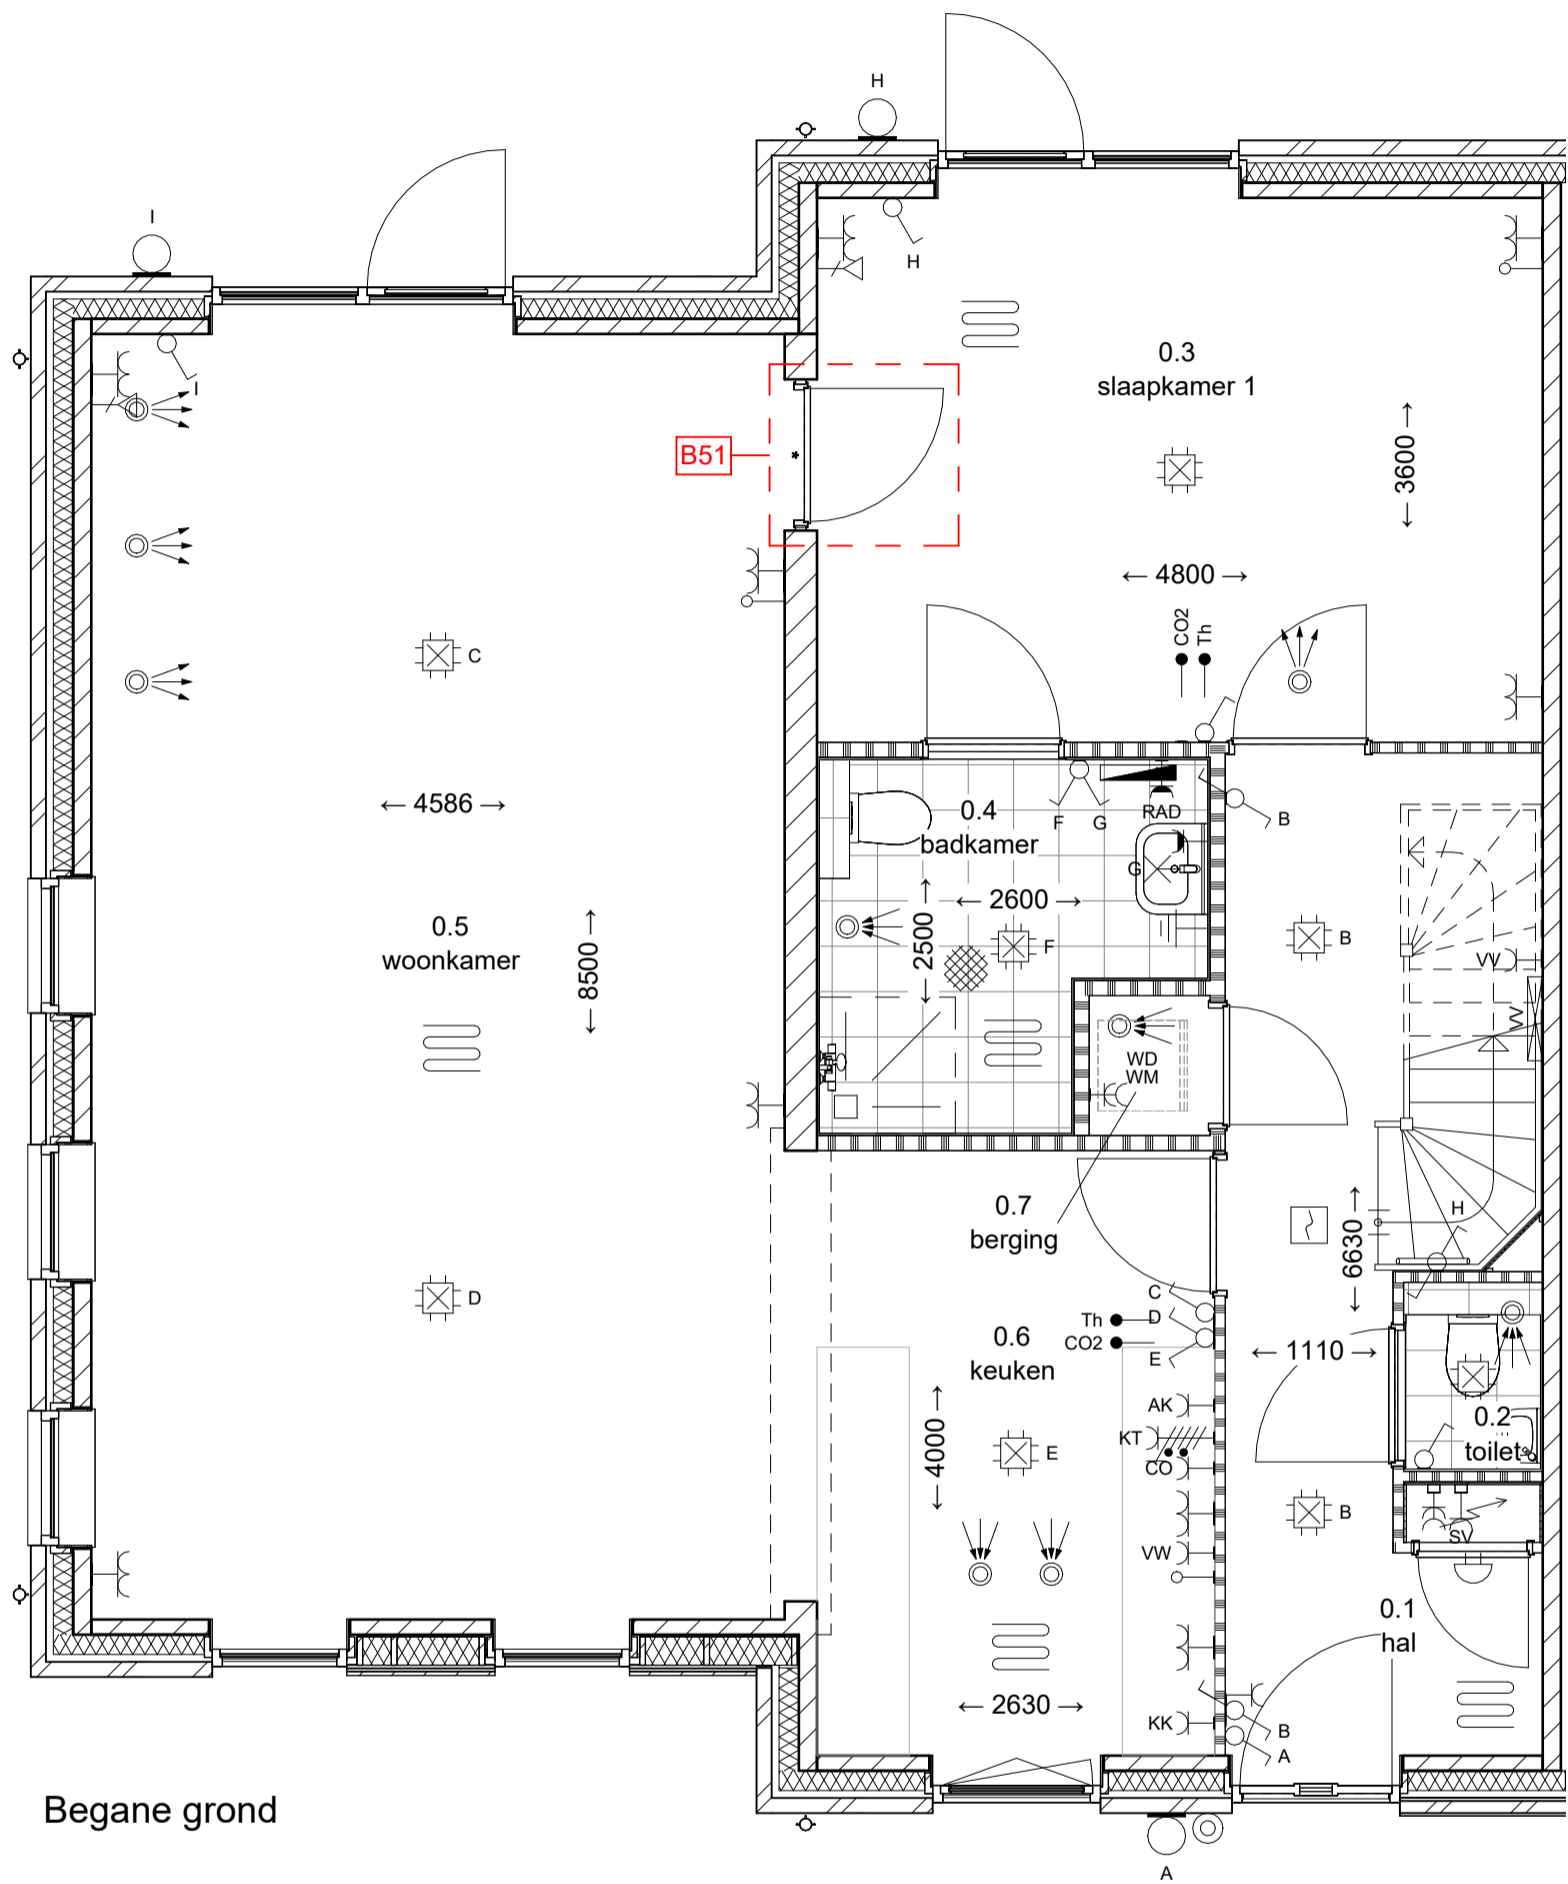 H
I
H
I
0.3
slaapkamer 1
← 3600 →
B51
← 4800 →
CO2
Th
C
← 4586 →
0.4
badkamer
F
G
RAD
B
G
← 2600 →
← 2500 →
F
B
VV
VV
0.5
woonkamer
← 8500 →
WD
WM
0.7
berging
← 6630 →
H
D
C
D
E
Th
CO2
0.6
keuken
← 1110 →
AK
KT
CO
← 4000 →
E
VW
0.2
toilet
B
SV
0.1
hal
← 2630 →
KK
B
A
Begane grond
A